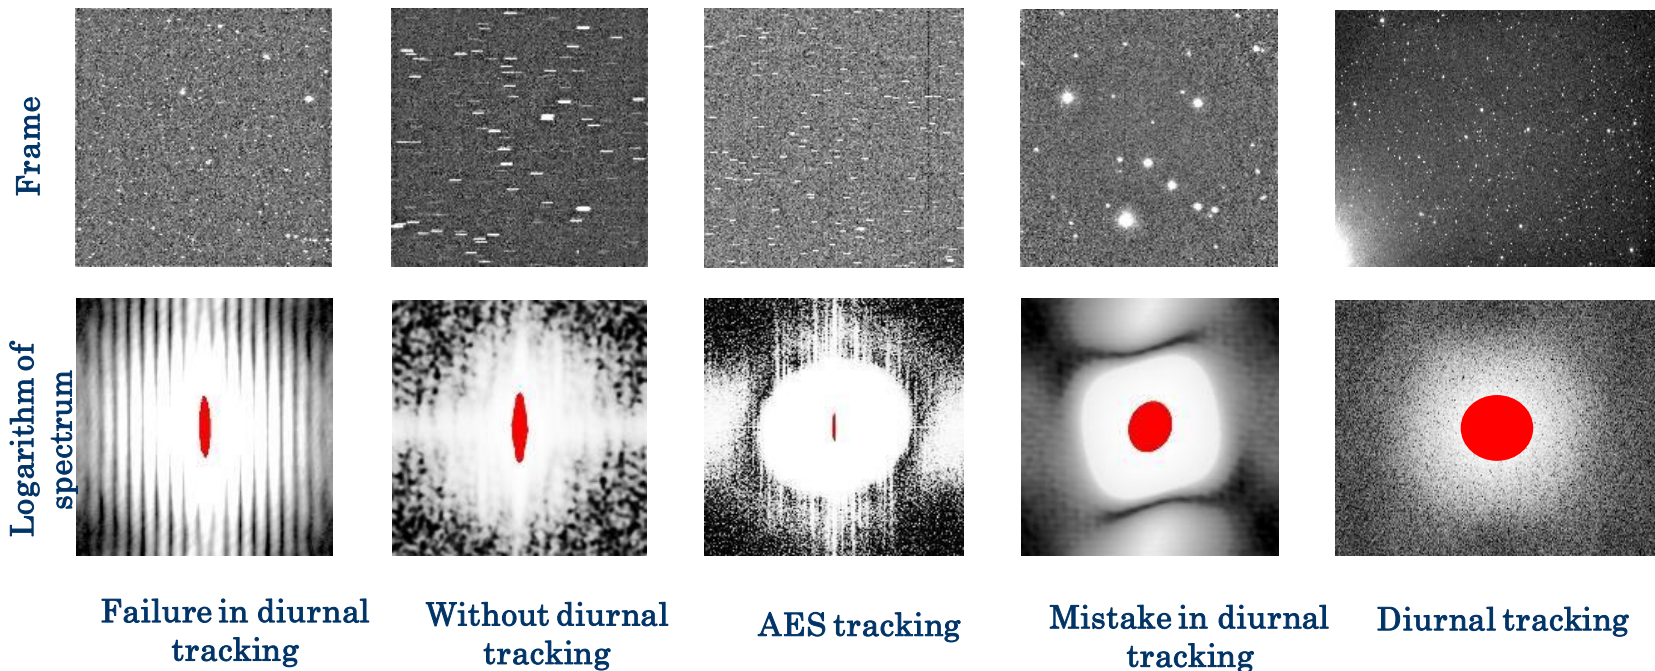 Frame
Logarithm of
spectrum
Failure in diurnal
tracking
Without diurnal
tracking
AES tracking
Mistake in diurnal
tracking
Diurnal tracking